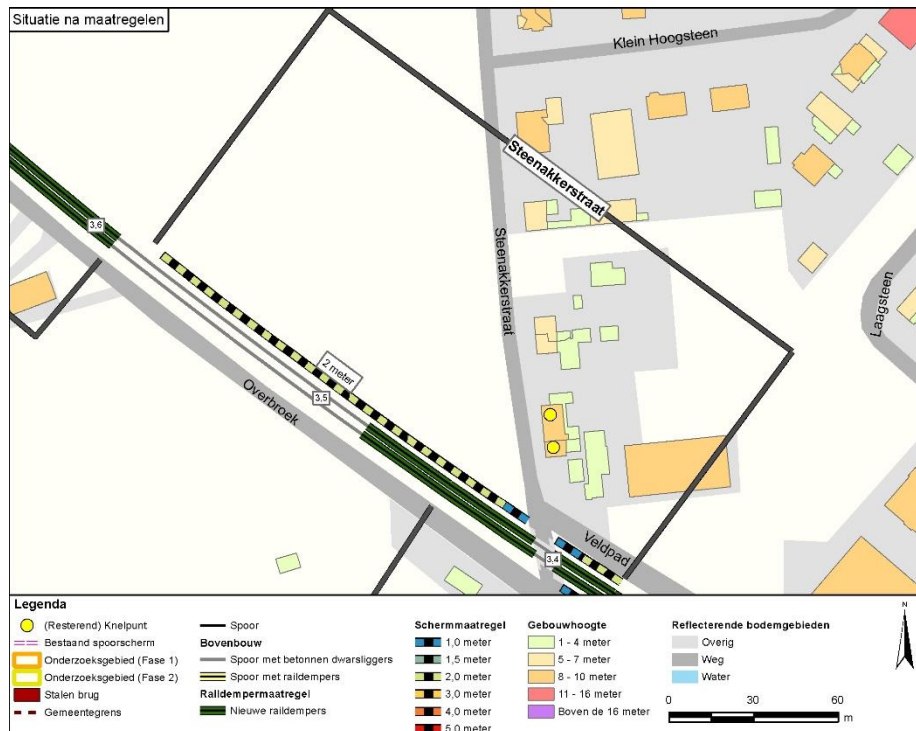 Situatie na maatregelen
Klein Hoogsteen
Steenakkerstraat
Steenakkerstraat
Laagsteen
3,6
2 meter
3,5
Overbroek
Veldpad
3,4
Legenda
(Resterend) Knelpunt
Bestaand spoorscherm
Onderzoeksgebied (Fase 1)
Onderzoeksgebied (Fase 2)
Stalen brug
Gemeentegrens
Spoor
Bovenbouw
Spoor met betonnen dwarsliggers
Spoor met raildempers
Raildempermaatregel
Nieuwe raildempers
Schermmaatregel
1,0 meter
1,5 meter
2,0 meter
3,0 meter
4,0 meter
5,0 meter
Gebouwhoogte
1 - 4 meter
5 - 7 meter
8 - 10 meter
11 - 16 meter
Boven de 16 meter
Reflecterende bodemgebieden
Overig
Weg
Water
N
0 30 60
m